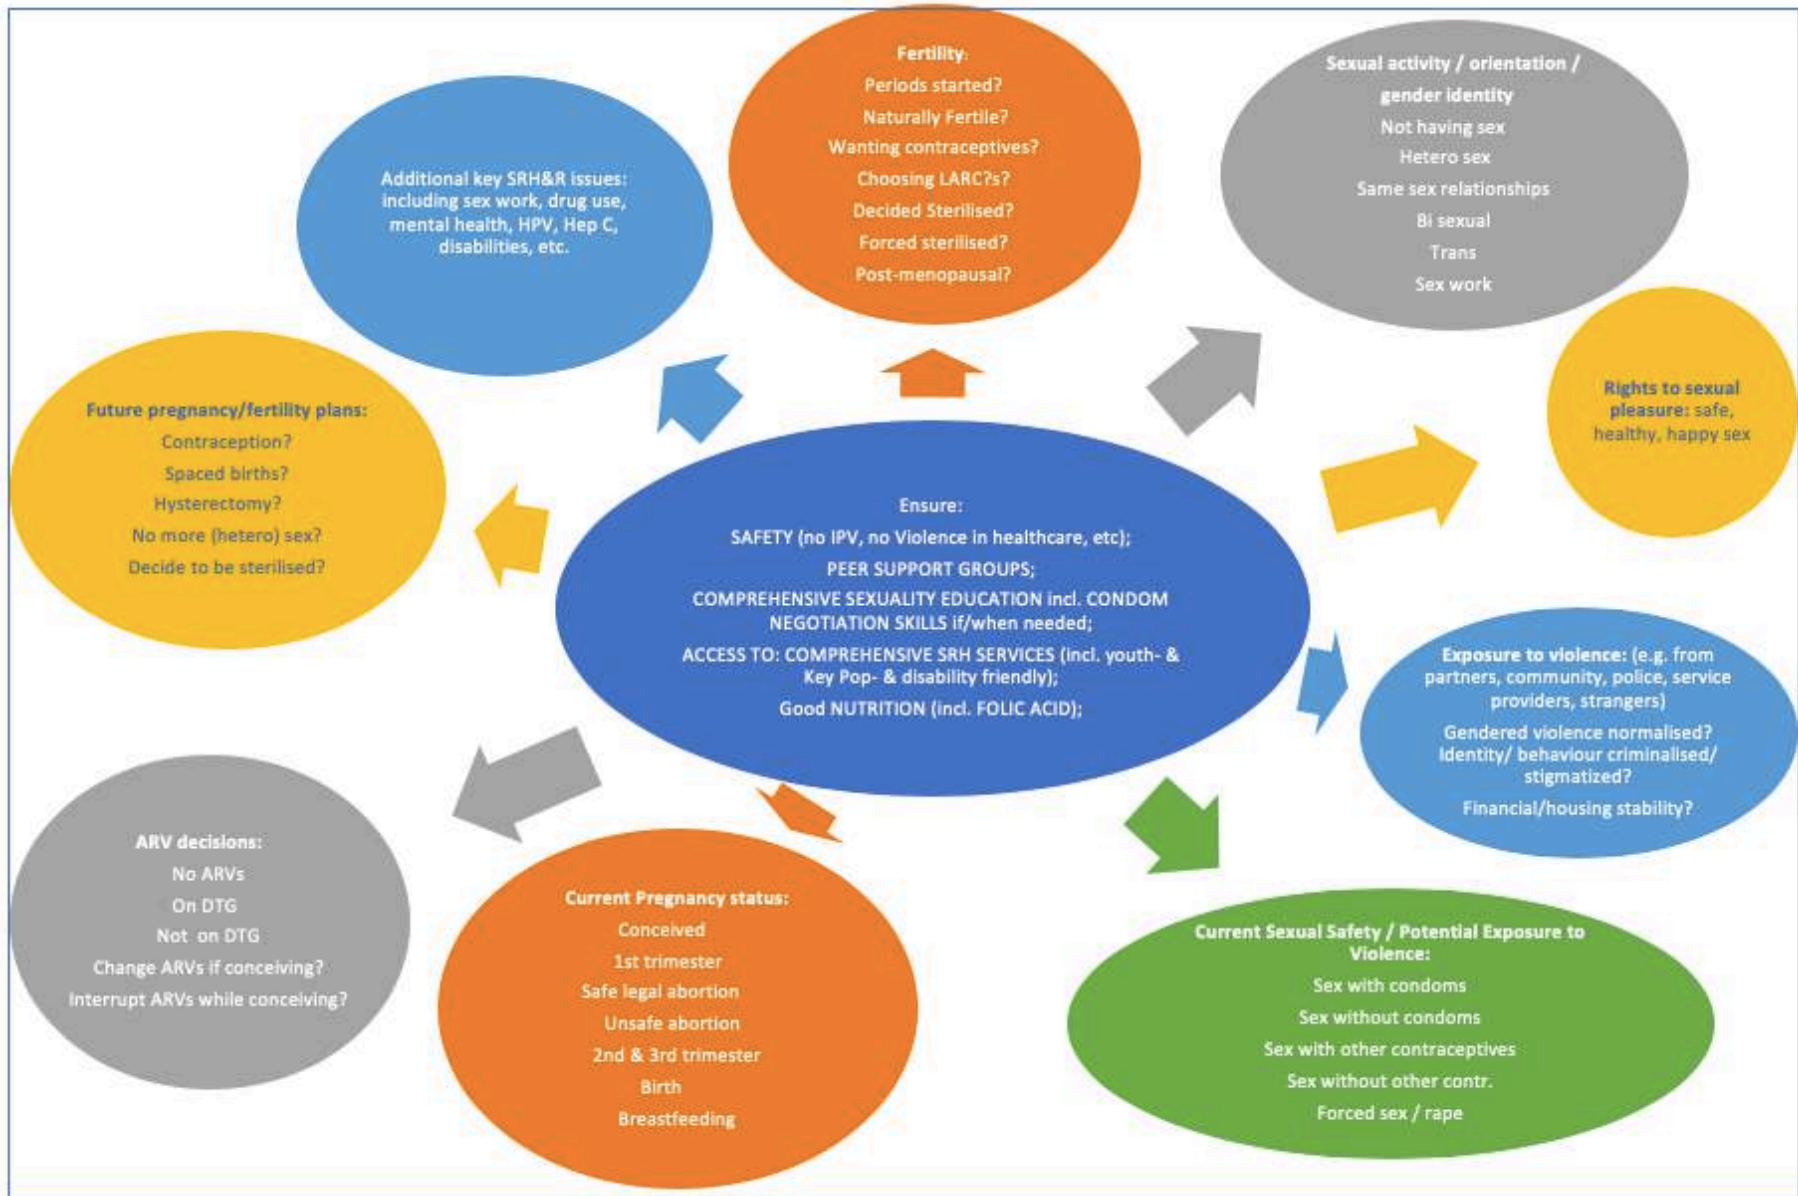 Fertility:
Periods started?
Naturally Fertile?
Wanting contraceptives?
Choosing LARC?s?
Decided Sterilised?
Forced sterilised?
Post-menopausal?
Sexual activity / orientation /
gender identity
Not having sex
Hetero sex
Same sex relationships
Bi sexual
Trans
Sex work
Additional key SRH&R issues:
including sex work, drug use,
mental health, HPV, Hep C,
disabilities, etc.
Rights to sexual
pleasure: safe,
healthy, happy sex
Future pregnancy/fertility plans:
Contraception?
Spaced births?
Hysterectomy?
No more (hetero) sex?
Decide to be sterilised?
Ensure:
SAFETY (no IPV, no Violence in healthcare, etc);
PEER SUPPORT GROUPS;
COMPREHENSIVE SEXUALITY EDUCATION incl. CONDOM
NEGOTIATION SKILLS if/when needed;
ACCESS TO: COMPREHENSIVE SRH SERVICES (incl. youth- &
Key Pop- & disability friendly);
Good NUTRITION (incl. FOLIC ACID);
Exposure to violence: (e.g. from
partners, community, police, service
providers, strangers)
Gendered violence normalised?
Identity/ behaviour criminalised/
stigmatized?
Financial/housing stability?
ARV decisions:
No ARVs
On DTG
Not on DTG
Change ARVs if conceiving?
Interrupt ARVs while conceiving?
Current Pregnancy status:
Conceived
1st trimester
Safe legal abortion
Unsafe abortion
2nd & 3rd trimester
Birth
Breastfeeding
Current Sexual Safety / Potential Exposure to
Violence:
Sex with condoms
Sex without condoms
Sex with other contraceptives
Sex without other contr.
Forced sex / rape